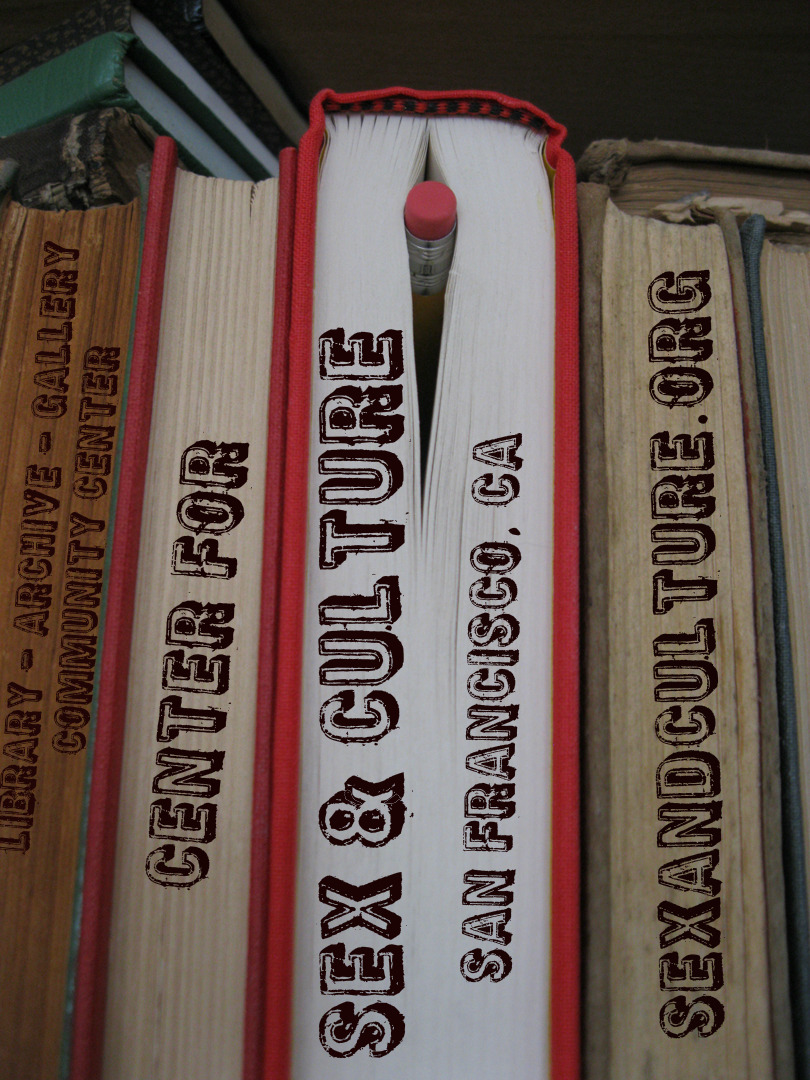 LIBRARY - ARCHIVE - GALLERY
COMMUNITY CENTER
CENTER FOR
SEX & CULTURE
SAN FRANCISCO, CA
SEXANDCULTURE.ORG